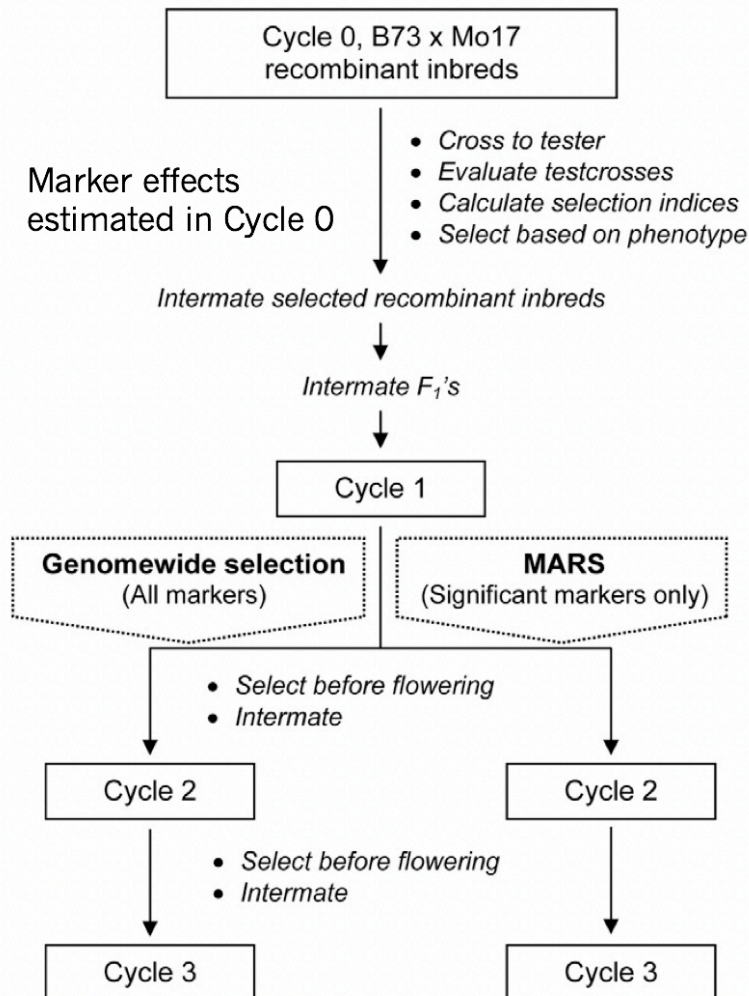 Cycle 0, B73 x Mo17
recombinant inbreds
Marker effects
estimated in Cycle 0
• Cross to tester
• Evaluate testcrosses
• Calculate selection indices
• Select based on phenotype
Intermate selected recombinant inbreds
Intermate F₁'s
Cycle 1
Genomewide selection
(All markers)
MARS
(Significant markers only)
• Select before flowering
• Intermate
Cycle 2
Cycle 2
• Select before flowering
• Intermate
Cycle 3
Cycle 3